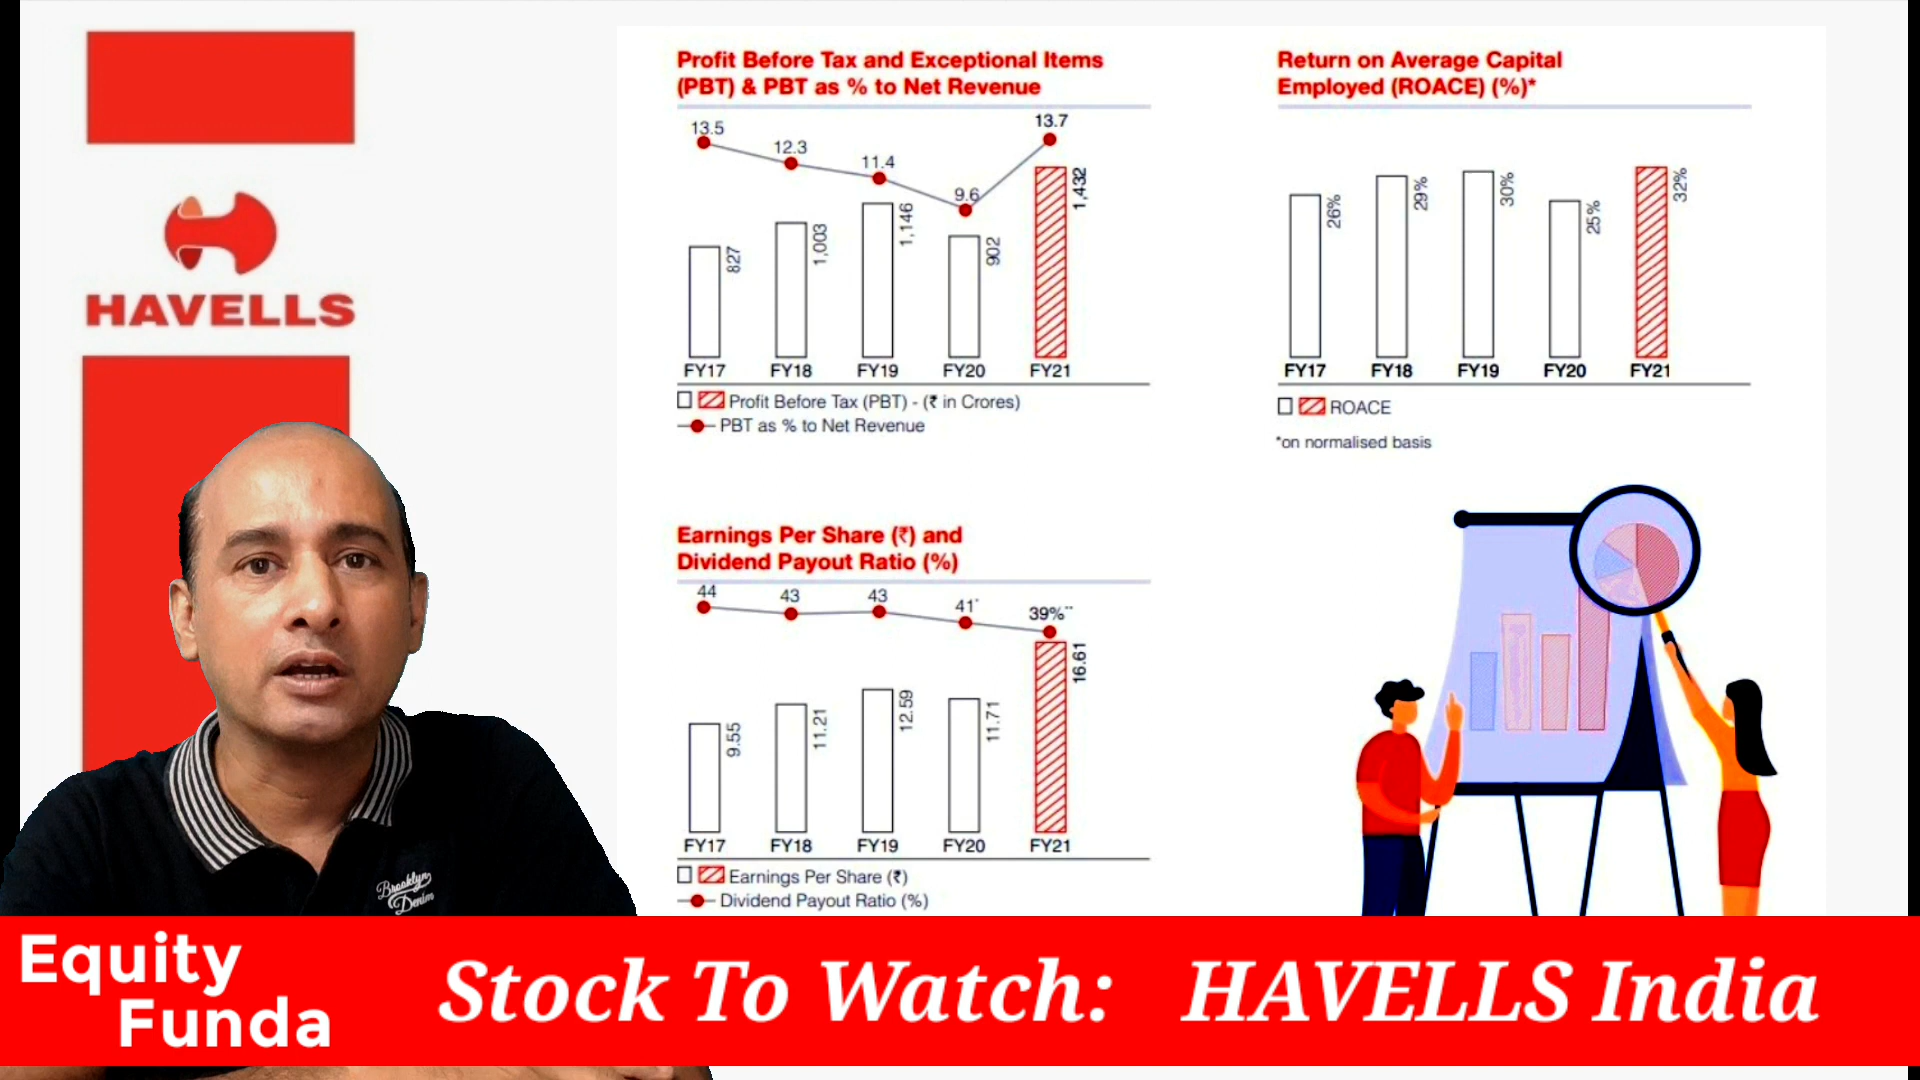 HAVELLS
Profit Before Tax and Exceptional Items
(PBT) & PBT as % to Net Revenue
13.5
12.3
11.4
9.6
13.7
827
1,003
1,146
902
1,432
FY17 FY18 FY19 FY20 FY21
Profit Before Tax (PBT) - (₹ in Crores)
PBT as % to Net Revenue
Return on Average Capital
Employed (ROACE) (%)*
26%
29%
30%
25%
32%
FY17 FY18 FY19 FY20 FY21
ROACE
*on normalised basis
Earnings Per Share (₹) and
Dividend Payout Ratio (%)
44
43
43
41*
39%**
9.55
11.21
12.59
11.71
16.61
FY17 FY18 FY19 FY20 FY21
Earnings Per Share (₹)
Dividend Payout Ratio (%)
Brooklyn
Denim
Equity
Funda
Stock To Watch: HAVELLS India